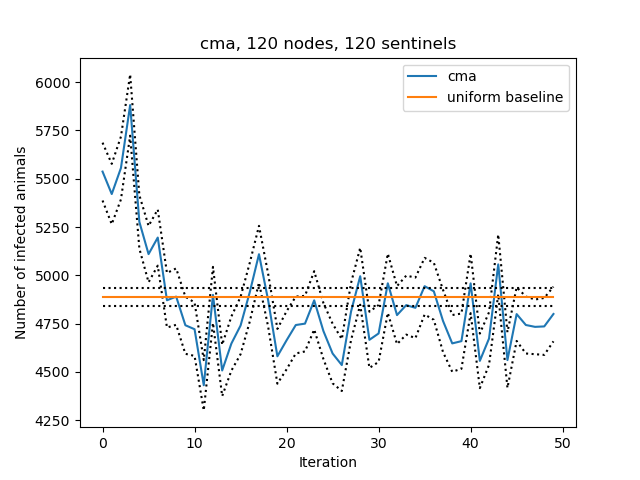 cma, 120 nodes, 120 sentinels
cma
uniform baseline
Number of infected animals
6000
5750
5500
5250
5000
4750
4500
4250
0 10 20 30 40 50
Iteration